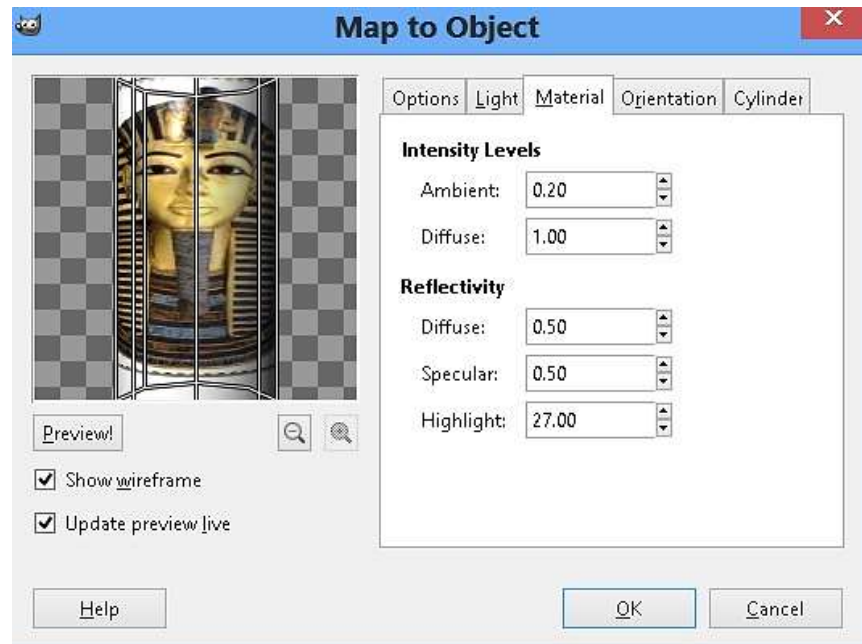 Map to Object
Options Light Material Orientation Cylinder
Intensity Levels
Ambient: 0.20
Diffuse: 1.00
Reflectivity
Diffuse: 0.50
Specular: 0.50
Highlight: 27.00
Preview!
Show wireframe
Update preview live
Help OK Cancel